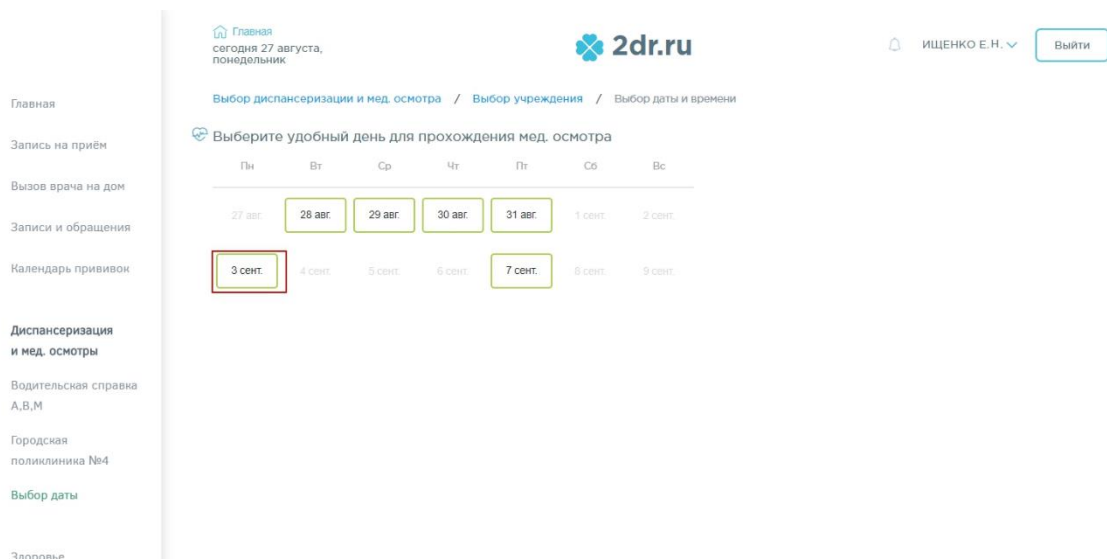 Главная
сегодня 27 августа,
понедельник
2dr.ru
ИЩЕНКО Е.Н.
Выйти
Выбор диспансеризации и мед. осмотра / Выбор учреждения / Выбор даты и времени
Выберите удобный день для прохождения мед. осмотра
Пн Вт Ср Чт Пт Сб Вс
27 авг. 28 авг. 29 авг. 30 авг. 31 авг. 1 сент. 2 сент.
3 сент. 4 сент. 5 сент. 6 сент. 7 сент. 8 сент. 9 сент.
Главная
Запись на приём
Вызов врача на дом
Записи и обращения
Календарь прививок
Диспансеризация
и мед. осмотры
Водительская справка
А,В,М
Городская
поликлиника №4
Выбор даты
Здоровье